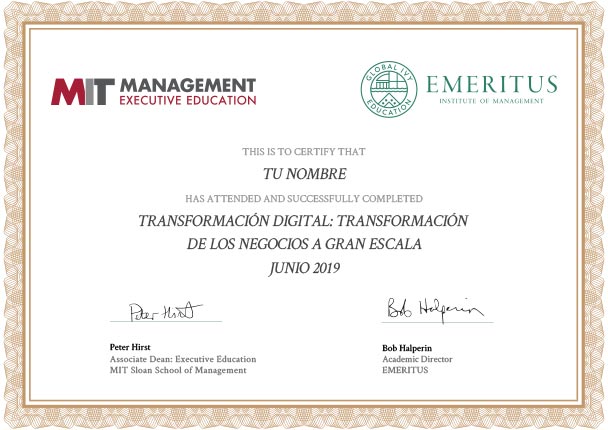 MIT MANAGEMENT
EXECUTIVE EDUCATION
GLOBAL IVY
EDUCATION
EMERITUS
INSTITUTE OF MANAGEMENT
THIS IS TO CERTIFY THAT
TU NOMBRE
HAS ATTENDED AND SUCCESSFULLY COMPLETED
TRANSFORMACIÓN DIGITAL: TRANSFORMACIÓN
DE LOS NEGOCIOS A GRAN ESCALA
JUNIO 2019
Peter Hirst
Bob Halperin
Peter Hirst
Associate Dean: Executive Education
MIT Sloan School of Management
Bob Halperin
Academic Director
EMERITUS